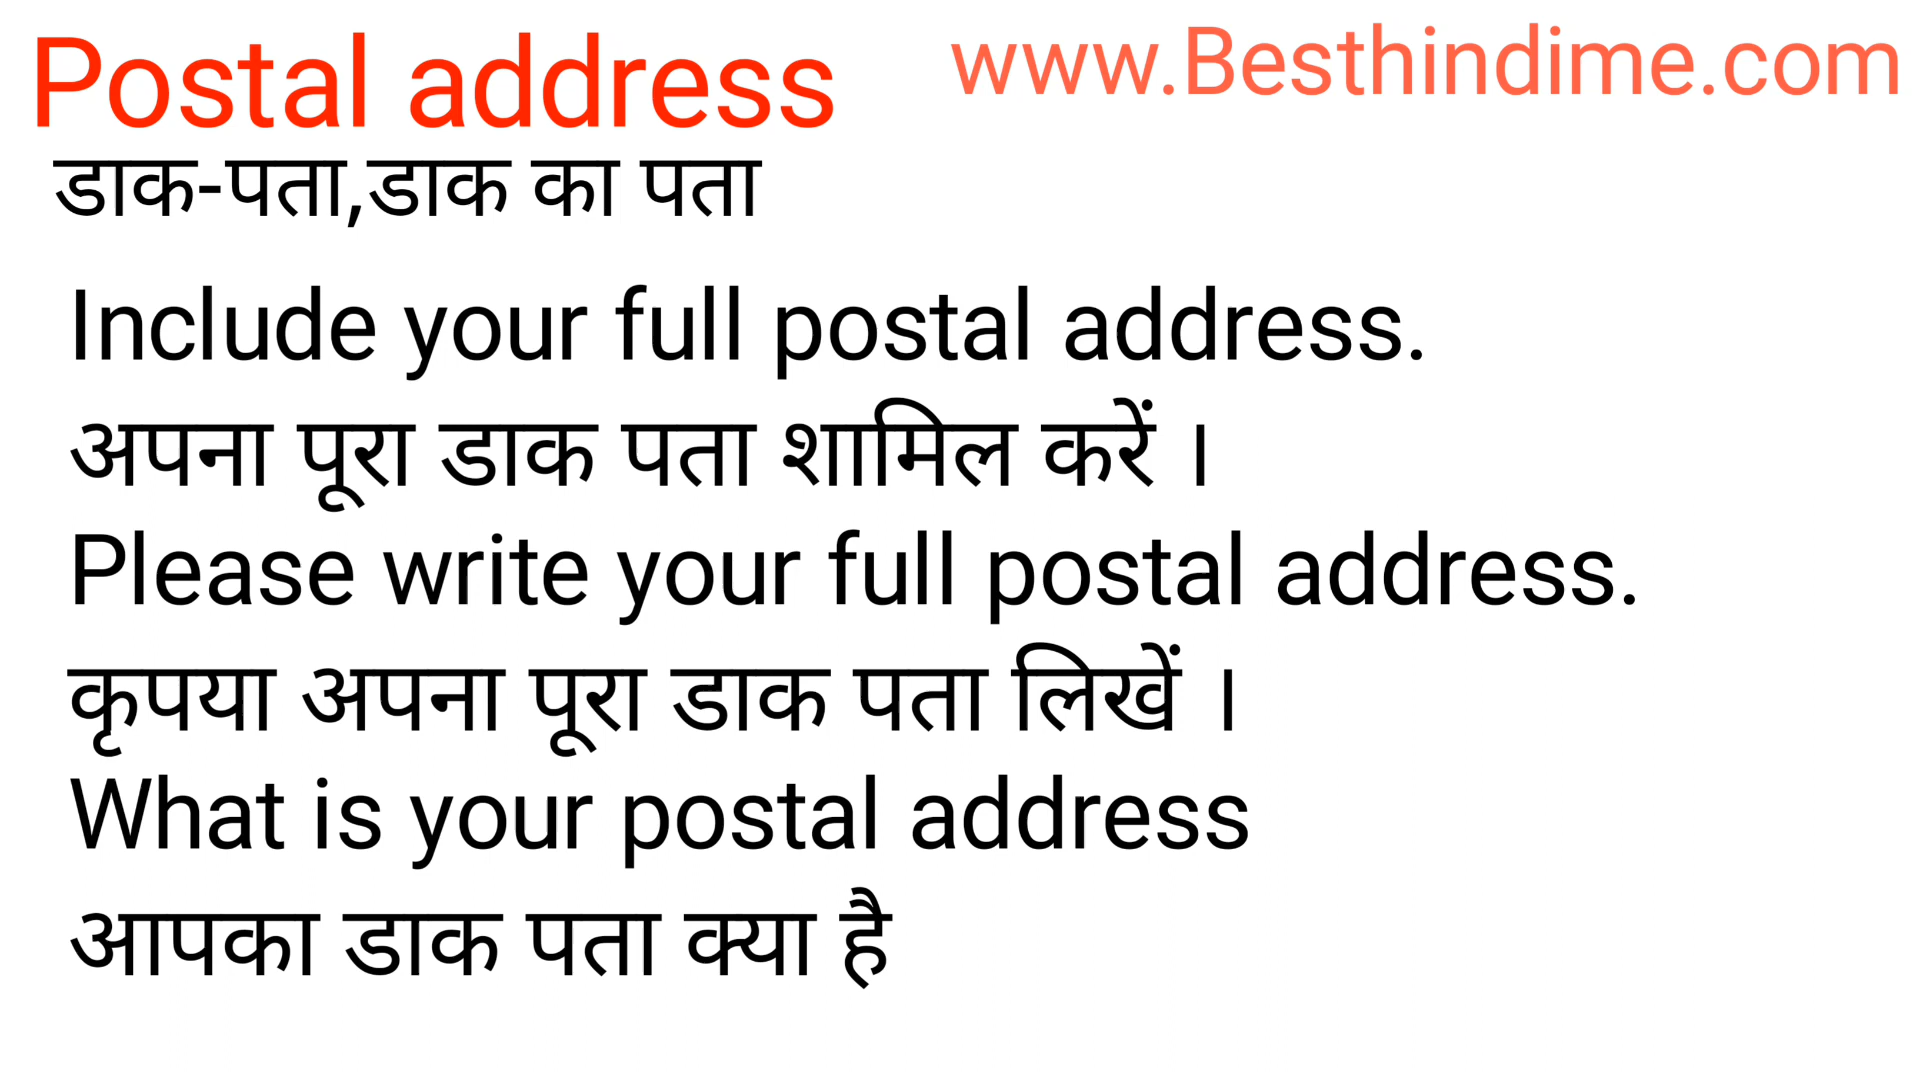 Postal address
www.Besthindime.com
डाक-पता,डाक का पता
Include your full postal address.
अपना पूरा डाक पता शामिल करें ।
Please write your full postal address.
कृपया अपना पूरा डाक पता लिखें ।
What is your postal address
आपका डाक पता क्या है